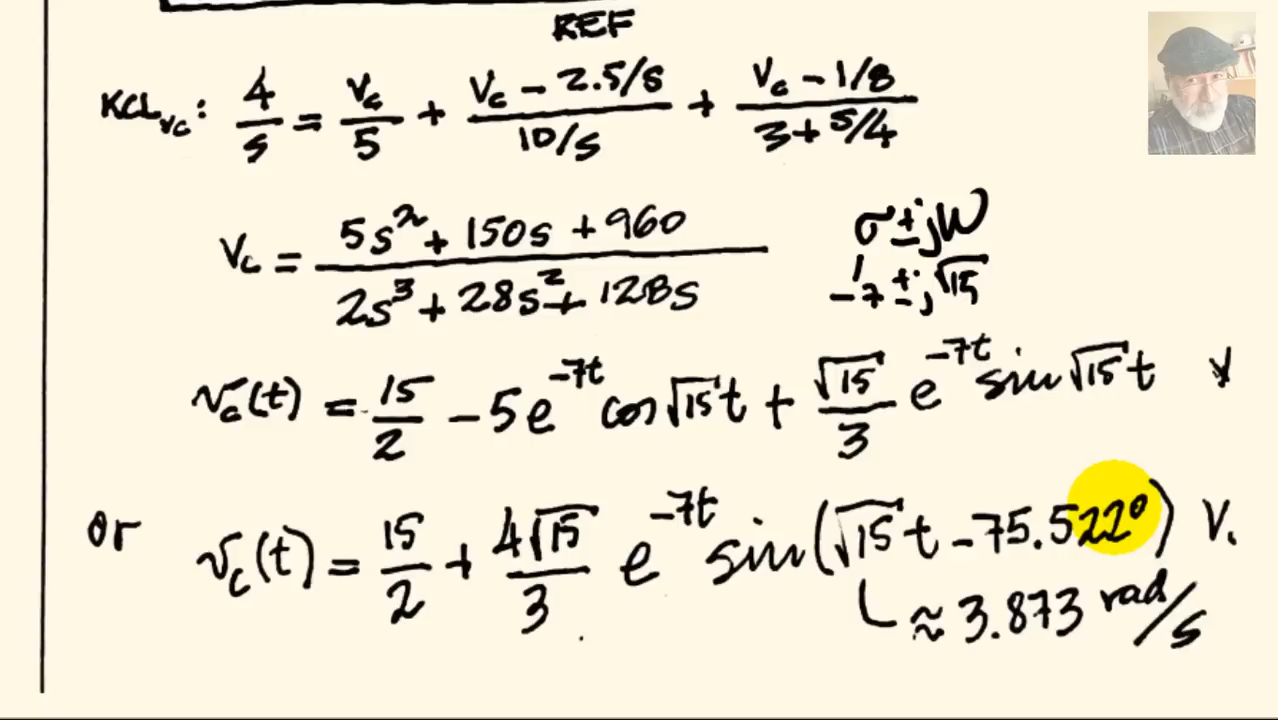 REF
KCL_vc: 4/s = Vc/5 + (Vc - 2.5/s)/(10/s) + (Vc - 1/8)/(3 + s/4)
Vc = (5s² + 150s + 960)/(2s³ + 28s² + 128s)
σ ± jω
-7 ± j√15
vc(t) = 15/2 - 5e^(-7t) cos √15 t + (√15/3) e^(-7t) sin √15 t V
or vc(t) = 15/2 + (4√15/3) e^(-7t) sin(√15 t - 75.522°) V.
≈ 3.873 rad/s